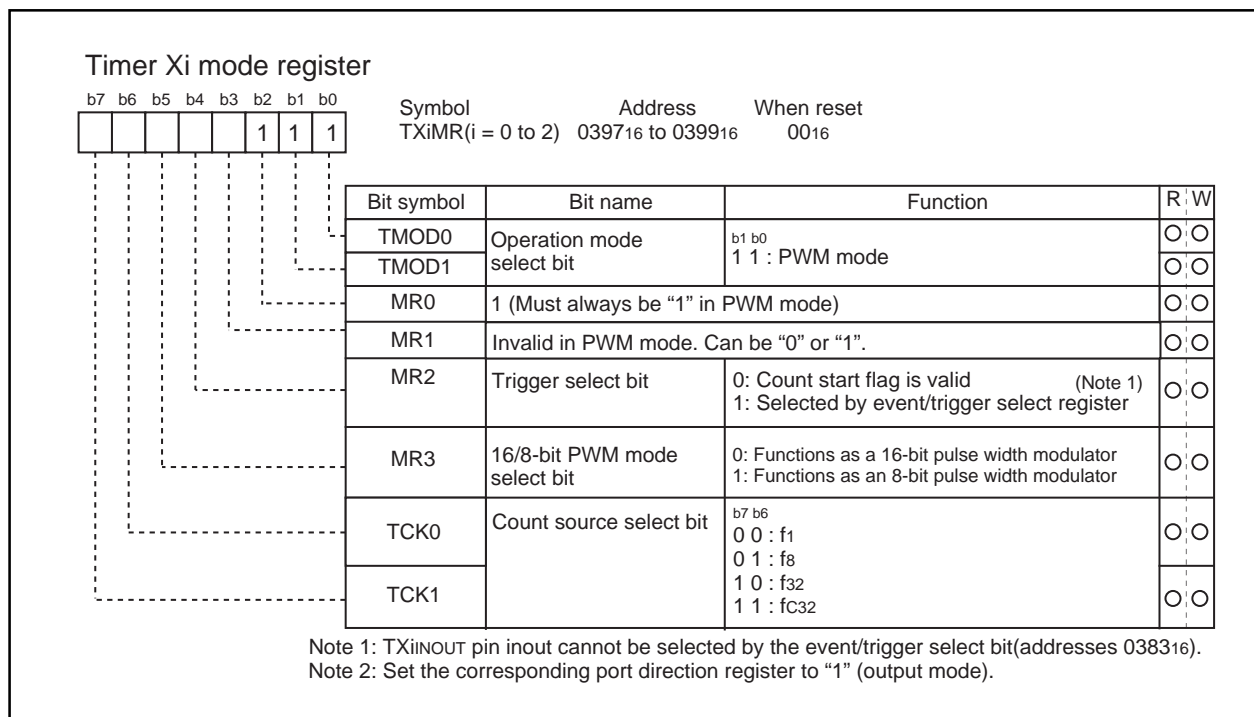 Timer Xi mode register
b7 b6 b5 b4 b3 b2 b1 b0
1 1 1
Symbol Address When reset
TXiMR(i = 0 to 2) 039716 to 039916 0016
Bit symbol Bit name Function R W
TMOD0 Operation mode select bit b1 b0
1 1 : PWM mode
TMOD1
MR0 1 (Must always be “1” in PWM mode)
MR1 Invalid in PWM mode. Can be “0” or “1”.
MR2 Trigger select bit 0: Count start flag is valid (Note 1)
1: Selected by event/trigger select register
MR3 16/8-bit PWM mode select bit 0: Functions as a 16-bit pulse width modulator
1: Functions as an 8-bit pulse width modulator
TCK0 Count source select bit b7 b6
0 0 : f1
0 1 : f8
TCK1 1 0 : f32
1 1 : fC32
Note 1: TXiINOUT pin inout cannot be selected by the event/trigger select bit(addresses 038316).
Note 2: Set the corresponding port direction register to “1” (output mode).